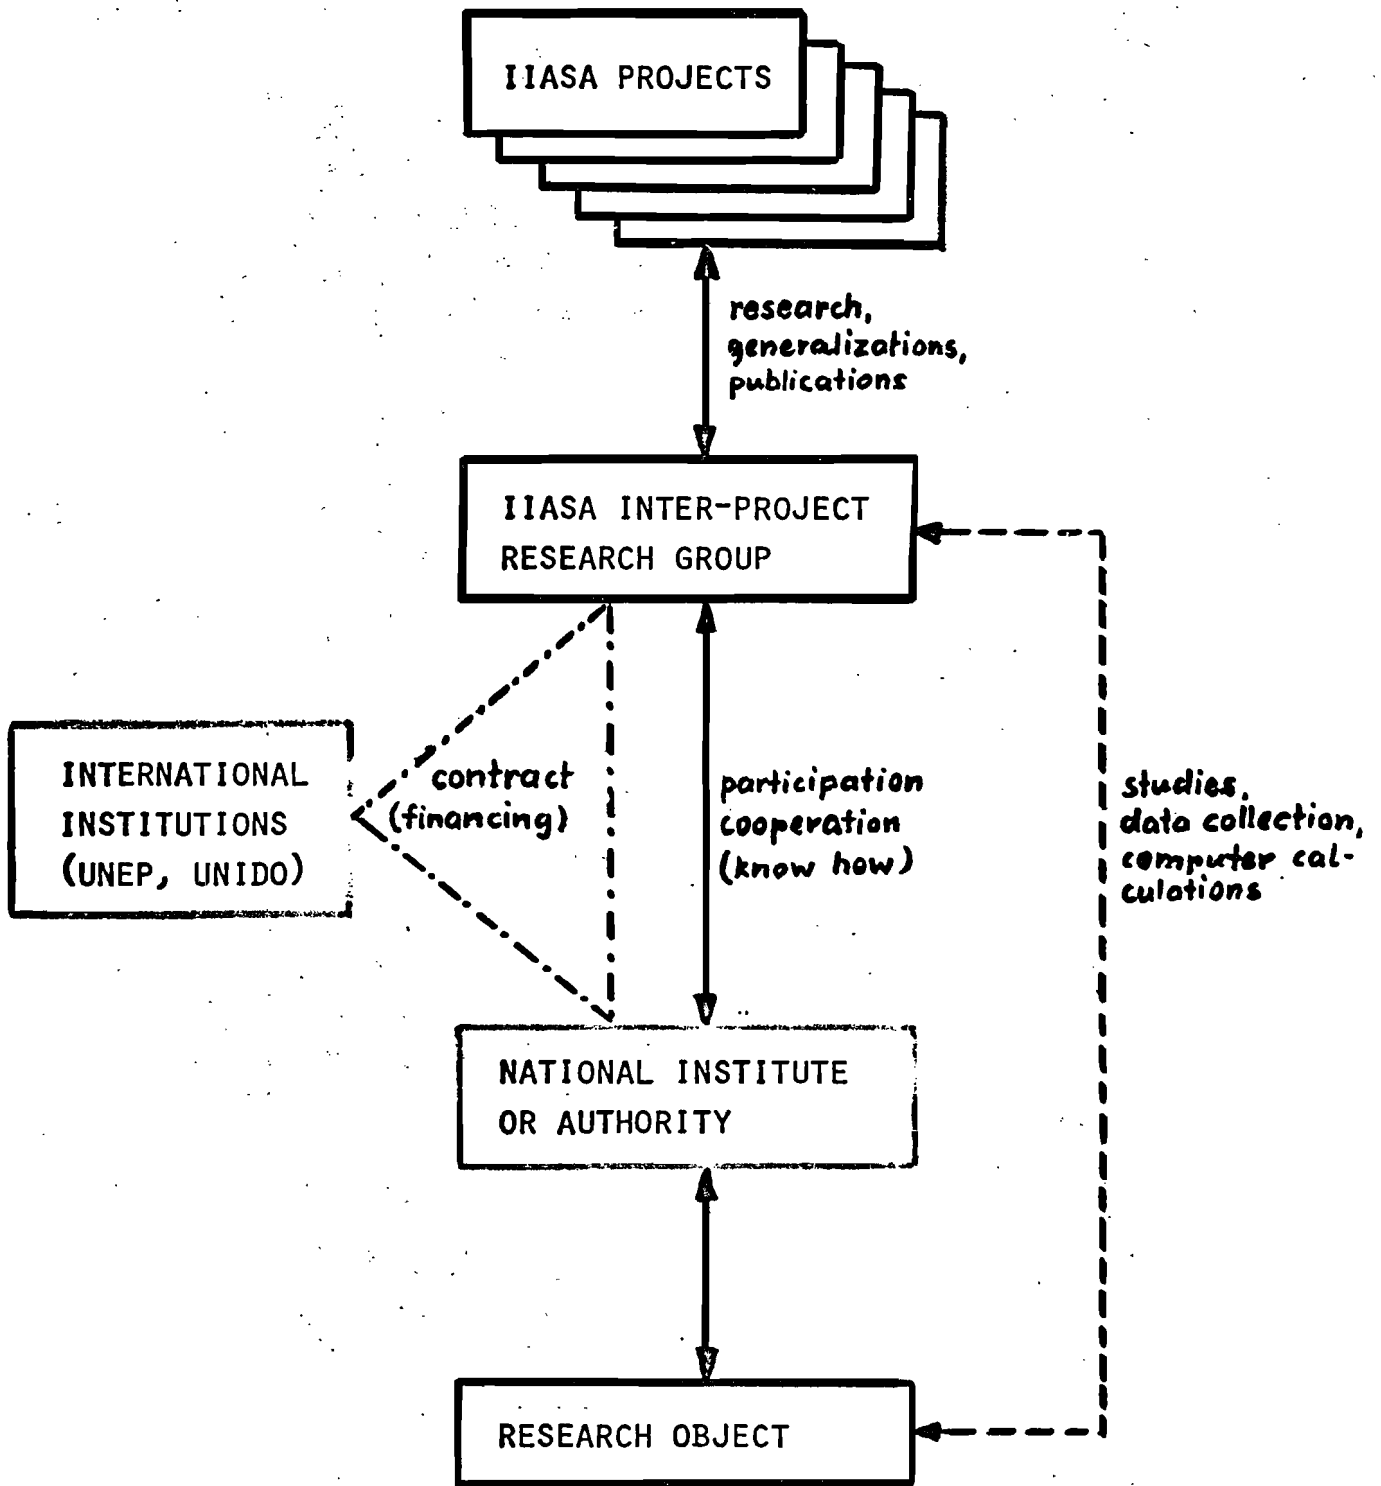 IIASA PROJECTS
research,
generalizations,
publications
IIASA INTER-PROJECT
RESEARCH GROUP
INTERNATIONAL
INSTITUTIONS
(UNEP, UNIDO)
contract
(financing)
participation
cooperation
(know how)
studies,
data collection,
computer cal-
culations
NATIONAL INSTITUTE
OR AUTHORITY
RESEARCH OBJECT